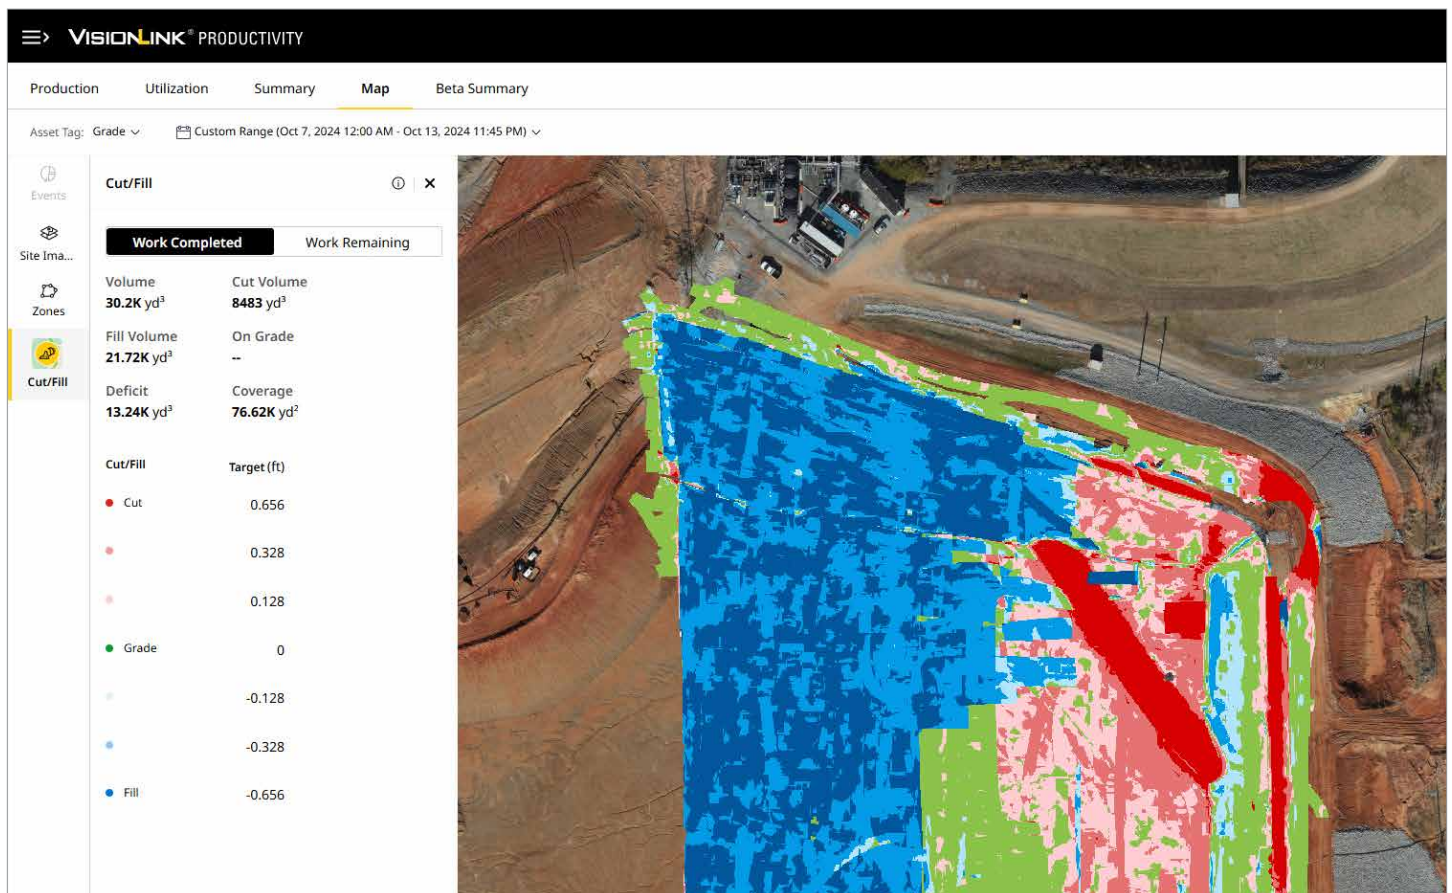 VISIONLINK® PRODUCTIVITY
Production Utilization Summary Map Beta Summary
Asset Tag: Grade Custom Range (Oct 7, 2024 12:00 AM - Oct 13, 2024 11:45 PM)
Events
Site Ima...
Zones
Cut/Fill
Cut/Fill
Work Completed Work Remaining
Volume Cut Volume
30.2K yd³ 8483 yd³
Fill Volume On Grade
21.72K yd³ --
Deficit Coverage
13.24K yd³ 76.62K yd²
Cut/Fill Target (ft)
Cut 0.656
0.328
0.128
Grade 0
-0.128
-0.328
Fill -0.656